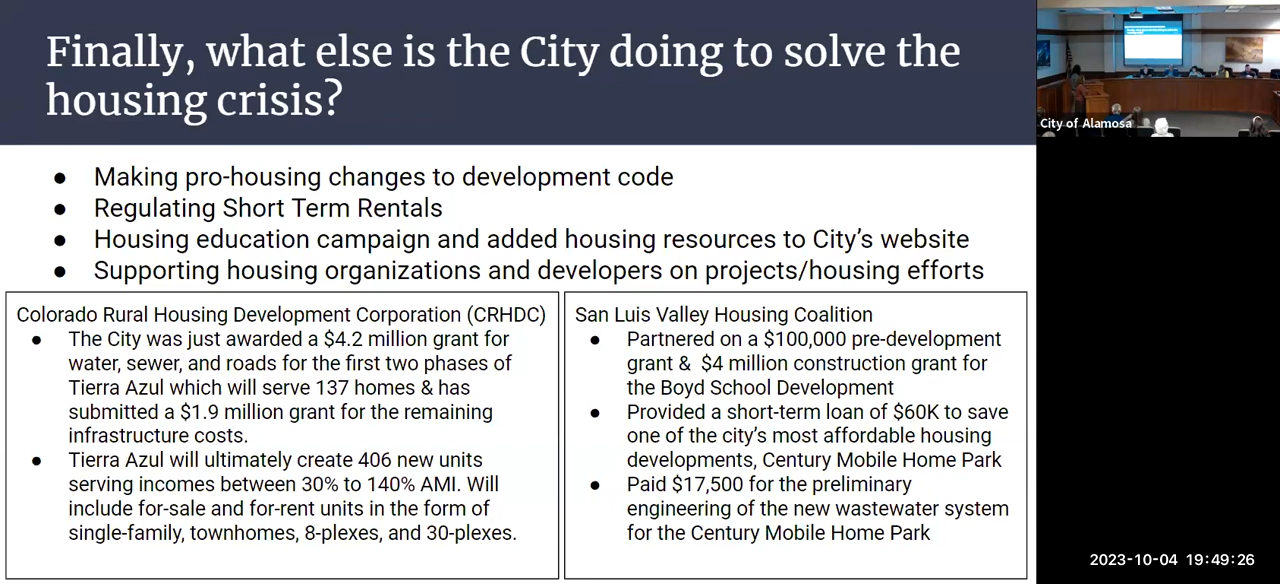 Finally, what else is the City doing to solve the
housing crisis?
● Making pro-housing changes to development code
● Regulating Short Term Rentals
● Housing education campaign and added housing resources to City’s website
● Supporting housing organizations and developers on projects/housing efforts
Colorado Rural Housing Development Corporation (CRHDC)
● The City was just awarded a $4.2 million grant for
water, sewer, and roads for the first two phases of
Tierra Azul which will serve 137 homes & has
submitted a $1.9 million grant for the remaining
infrastructure costs.
● Tierra Azul will ultimately create 406 new units
serving incomes between 30% to 140% AMI. Will
include for-sale and for-rent units in the form of
single-family, townhomes, 8-plexes, and 30-plexes.
San Luis Valley Housing Coalition
● Partnered on a $100,000 pre-development
grant & $4 million construction grant for
the Boyd School Development
● Provided a short-term loan of $60K to save
one of the city’s most affordable housing
developments, Century Mobile Home Park
● Paid $17,500 for the preliminary
engineering of the new wastewater system
for the Century Mobile Home Park
City of Alamosa
2023-10-04 19:49:26